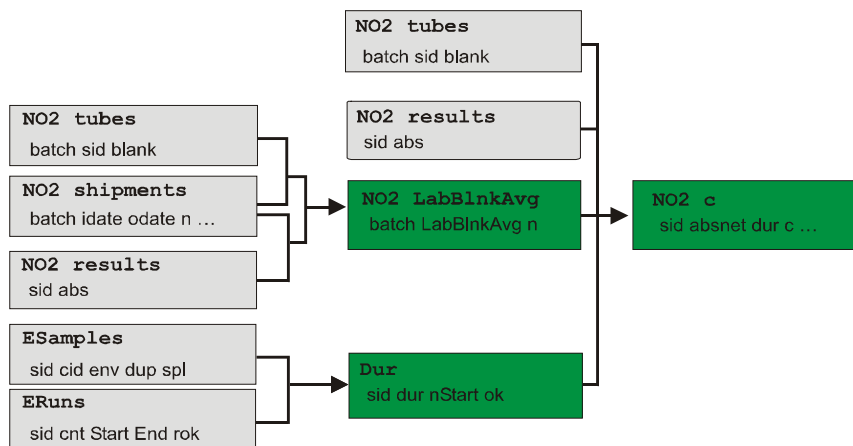 NO2 tubes
batch sid blank
NO2 shipments
batch idate odate n ...
NO2 results
sid abs
ESamples
sid cid env dup spl
ERuns
sid cnt Start End rok
NO2 tubes
batch sid blank
NO2 results
sid abs
NO2 LabBlnkAvg
batch LabBlnkAvg n
Dur
sid dur nStart ok
NO2 c
sid absnet dur c ...